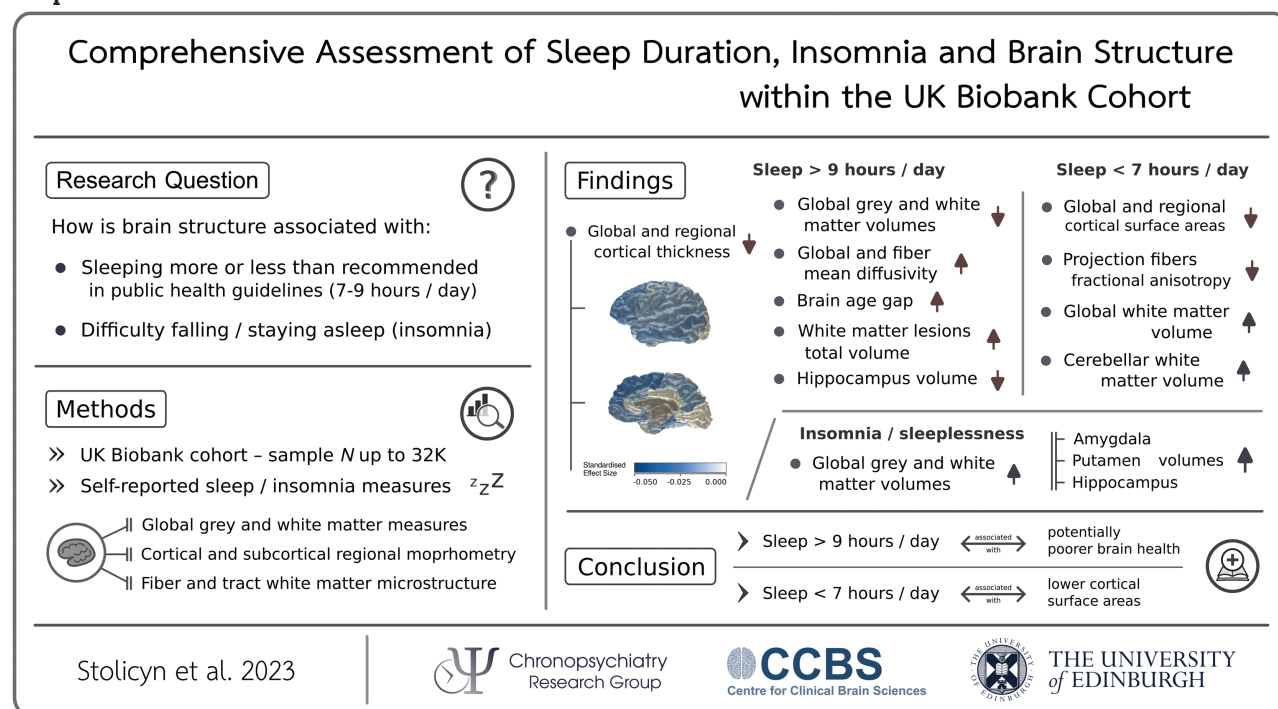 Comprehensive Assessment of Sleep Duration, Insomnia and Brain Structure
within the UK Biobank Cohort
Research Question
?
How is brain structure associated with:
Sleeping more or less than recommended
in public health guidelines (7-9 hours / day)
Difficulty falling / staying asleep (insomnia)
Methods
UK Biobank cohort – sample N up to 32K
Self-reported sleep / insomnia measures
z z Z
Global grey and white matter measures
Cortical and subcortical regional moprhometry
Fiber and tract white matter microstructure
Findings
Global and regional
cortical thickness
Standardised
Effect Size
-0.050 -0.025 0.000
Sleep > 9 hours / day
Global grey and white
matter volumes
Global and fiber
mean diffusivity
Brain age gap
White matter lesions
total volume
Hippocampus volume
Sleep < 7 hours / day
Global and regional
cortical surface areas
Projection fibers
fractional anisotropy
Global white matter
volume
Cerebellar white
matter volume
Insomnia / sleeplessness
Global grey and white
matter volumes
Amygdala
Putamen volumes
Hippocampus
Conclusion
Sleep > 9 hours / day
associated
with
potentially
poorer brain health
Sleep < 7 hours / day
associated
with
lower cortical
surface areas
Stolicyn et al. 2023
Chronopsychiatry
Research Group
CCBS
Centre for Clinical Brain Sciences
THE UNIVERSITY OF EDINBURGH
THE UNIVERSITY
of EDINBURGH